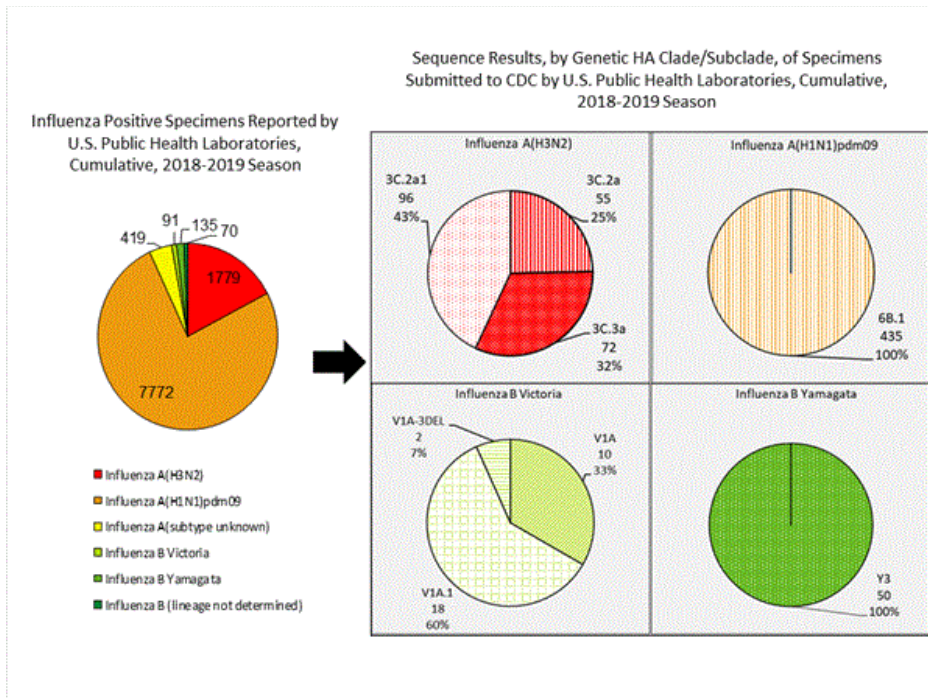 Sequence Results, by Genetic HA Clade/Subclade, of Specimens
Submitted to CDC by U.S. Public Health Laboratories, Cumulative,
2018-2019 Season
Influenza Positive Specimens Reported by
U.S. Public Health Laboratories,
Cumulative, 2018-2019 Season
419
91
135
70
1779
7772
Influenza A(H3N2)
Influenza A(H1N1)pdm09
Influenza A(subtype unknown)
Influenza B Victoria
Influenza B Yamagata
Influenza B (lineage not determined)
Influenza A(H3N2)
3C.2a1
96
43%
3C.2a
55
25%
3C.3a
72
32%
Influenza A(H1N1)pdm09
6B.1
435
100%
Influenza B Victoria
V1A-3DEL
2
7%
V1A
10
33%
V1A.1
18
60%
Influenza B Yamagata
Y3
50
100%